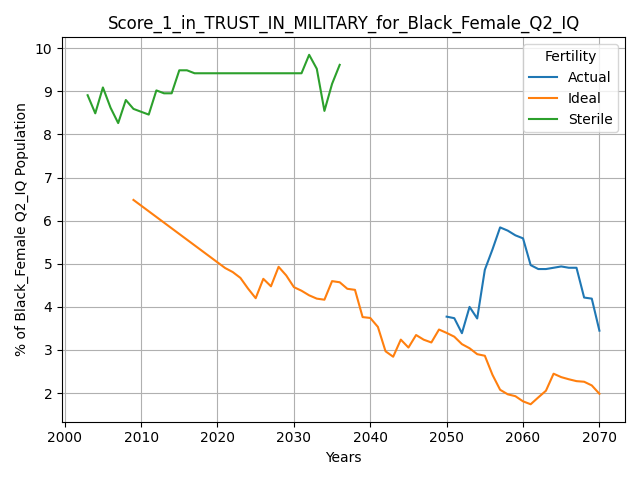 Score_1_in_TRUST_IN_MILITARY_for_Black_Female_Q2_IQ
% of Black_Female Q2_IQ Population
10
9
8
7
6
5
4
3
2
Fertility
Actual
Ideal
Sterile
2000 2010 2020 2030 2040 2050 2060 2070
Years